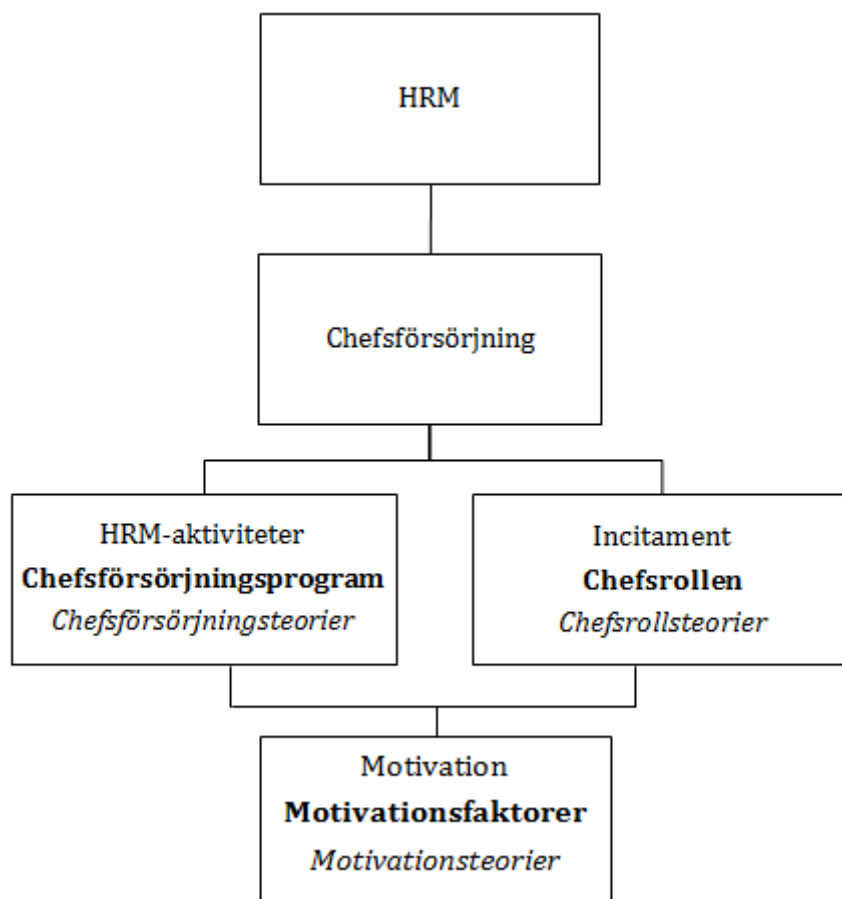 HRM
Chefsförsörjning
HRM-aktiviteter
Chefsförsörjningsprogram
Chefsförsörjningsteorier
Incitament
Chefsrollen
Chefsrollsteorier
Motivation
Motivationsfaktorer
Motivationsteorier